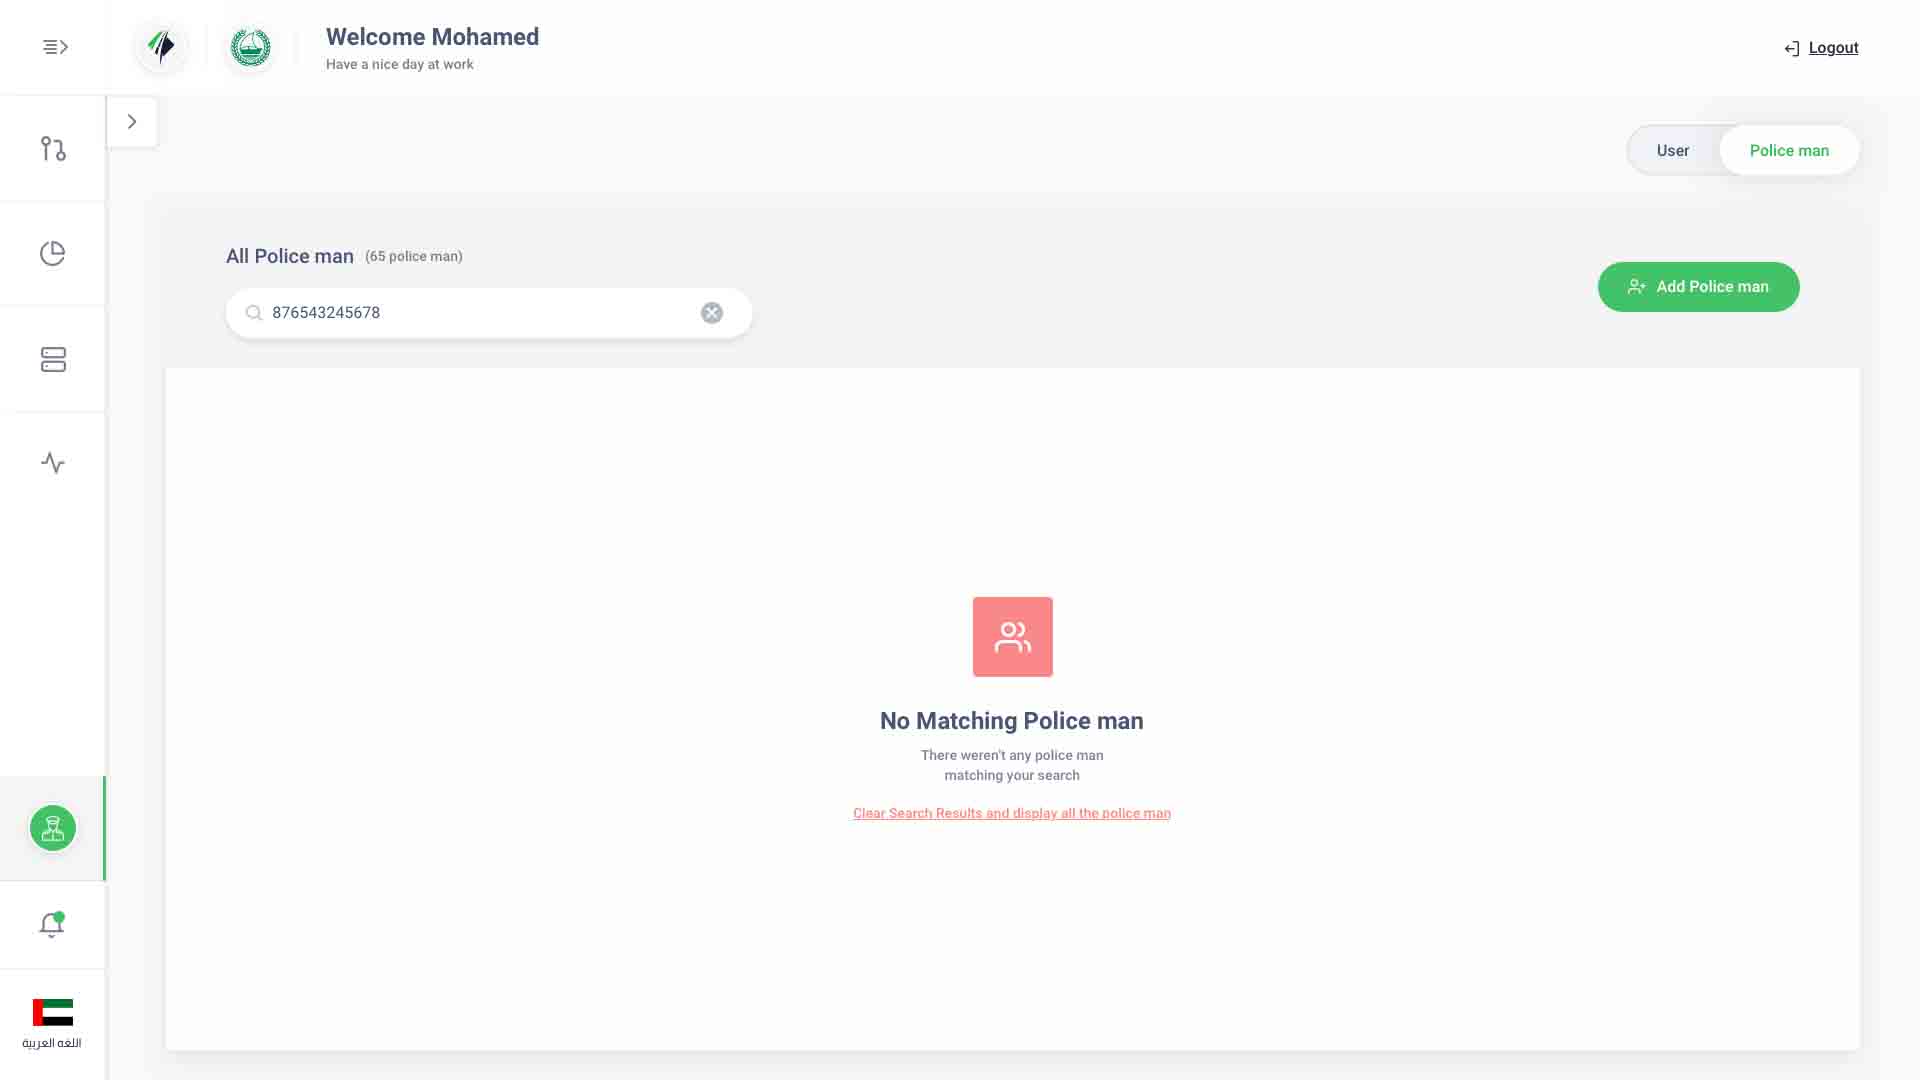 Welcome Mohamed
Have a nice day at work
Logout
User
Police man
All Police man (65 police man)
876543245678
Add Police man
No Matching Police man
There weren't any police man
matching your search
Clear Search Results and display all the police man
اللغه العربية